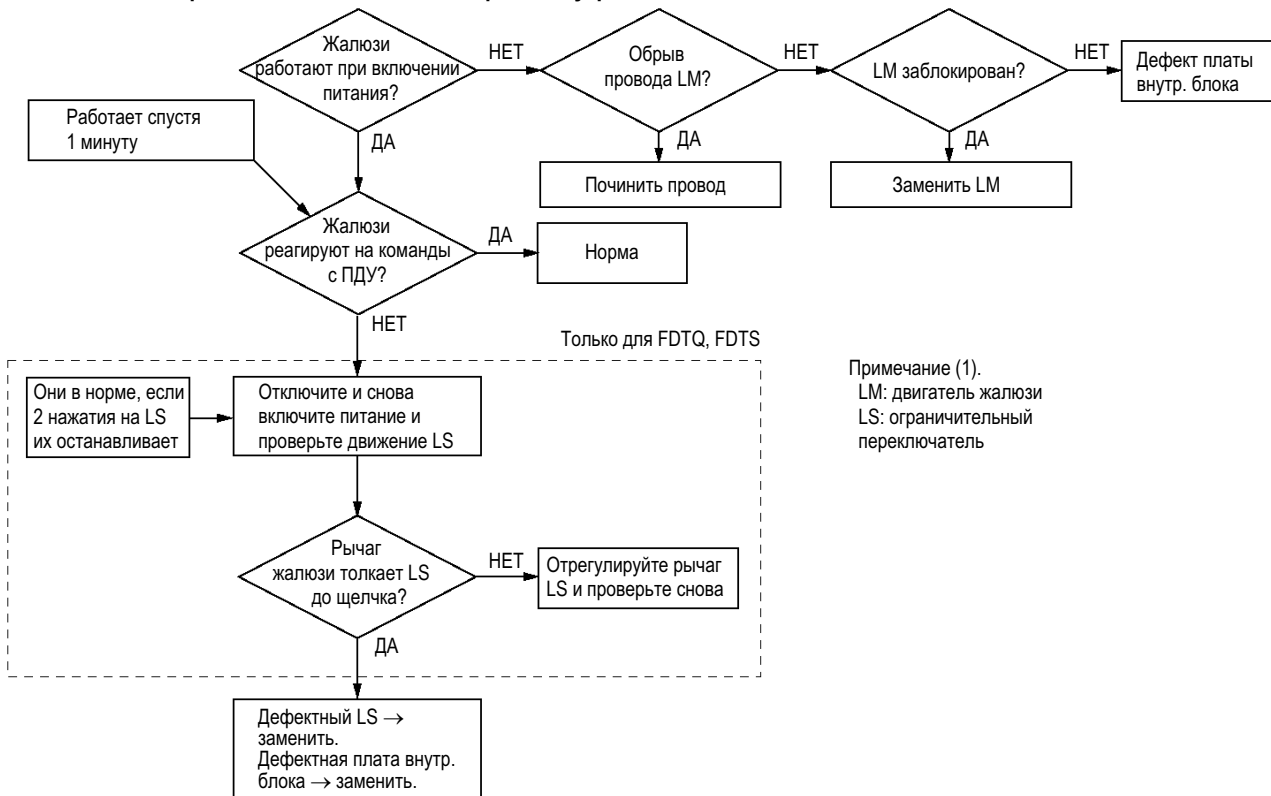 Жалюзи
работают при включении
питания?
НЕТ
Обрыв
провода LM?
НЕТ
LM заблокирован?
НЕТ
Дефект платы
внутр. блока
Работает спустя
1 минуту
ДА
ДА
ДА
Починить провод
Заменить LM
Жалюзи
реагируют на команды
с ПДУ?
ДА
Норма
НЕТ
Только для FDTQ, FDTS
Примечание (1).
LM: двигатель жалюзи
LS: ограничительный
переключатель
Они в норме, если
2 нажатия на LS
их останавливает
Отключите и снова
включите питание и
проверьте движение LS
Рычаг
жалюзи толкает LS
до щелчка?
НЕТ
Отрегулируйте рычаг
LS и проверьте снова
ДА
Дефектный LS →
заменить.
Дефектная плата внутр.
блока → заменить.